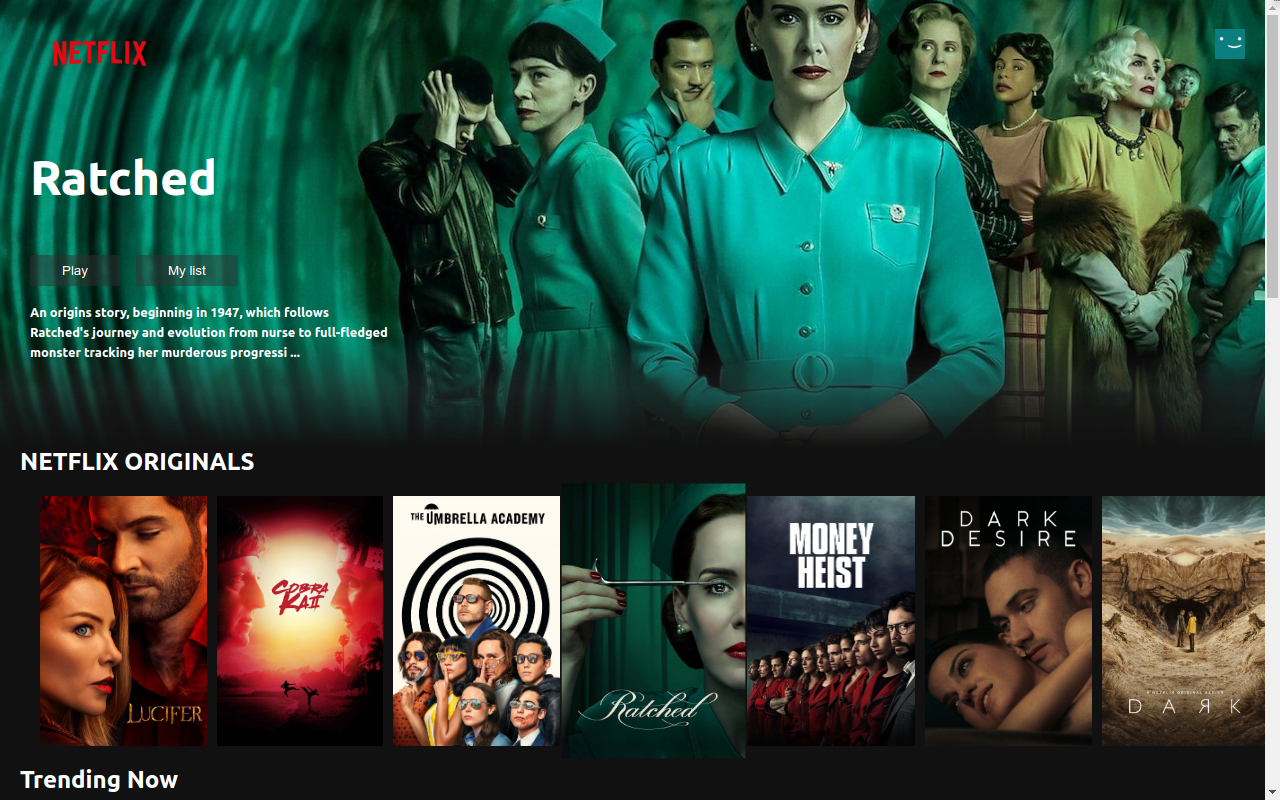 NETFLIX
Ratched
Play
My list
An origins story, beginning in 1947, which follows
Ratched's journey and evolution from nurse to full-fledged
monster tracking her murderous progressi ...
NETFLIX ORIGINALS
LUCIFER
COBRA
KAI
THE UMBRELLA ACADEMY
Ratched
MONEY
HEIST
DARK
DESIRE
A NETFLIX ORIGINAL SERIES
DARK
Trending Now